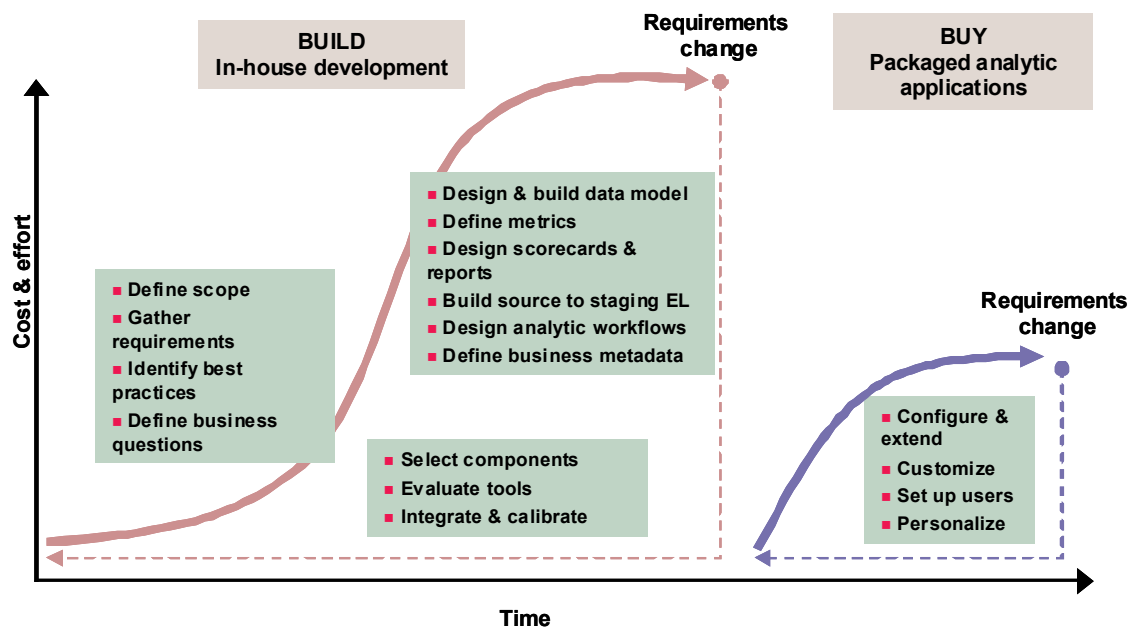 BUILD
In-house development
Requirements
change
BUY
Packaged analytic
applications
Cost & effort
■ Define scope
■ Gather
requirements
■ Identify best
practices
■ Define business
questions
■ Design & build data model
■ Define metrics
■ Design scorecards &
reports
■ Build source to staging EL
■ Design analytic workflows
■ Define business metadata
■ Select components
■ Evaluate tools
■ Integrate & calibrate
Requirements
change
■ Configure &
extend
■ Customize
■ Set up users
■ Personalize
Time